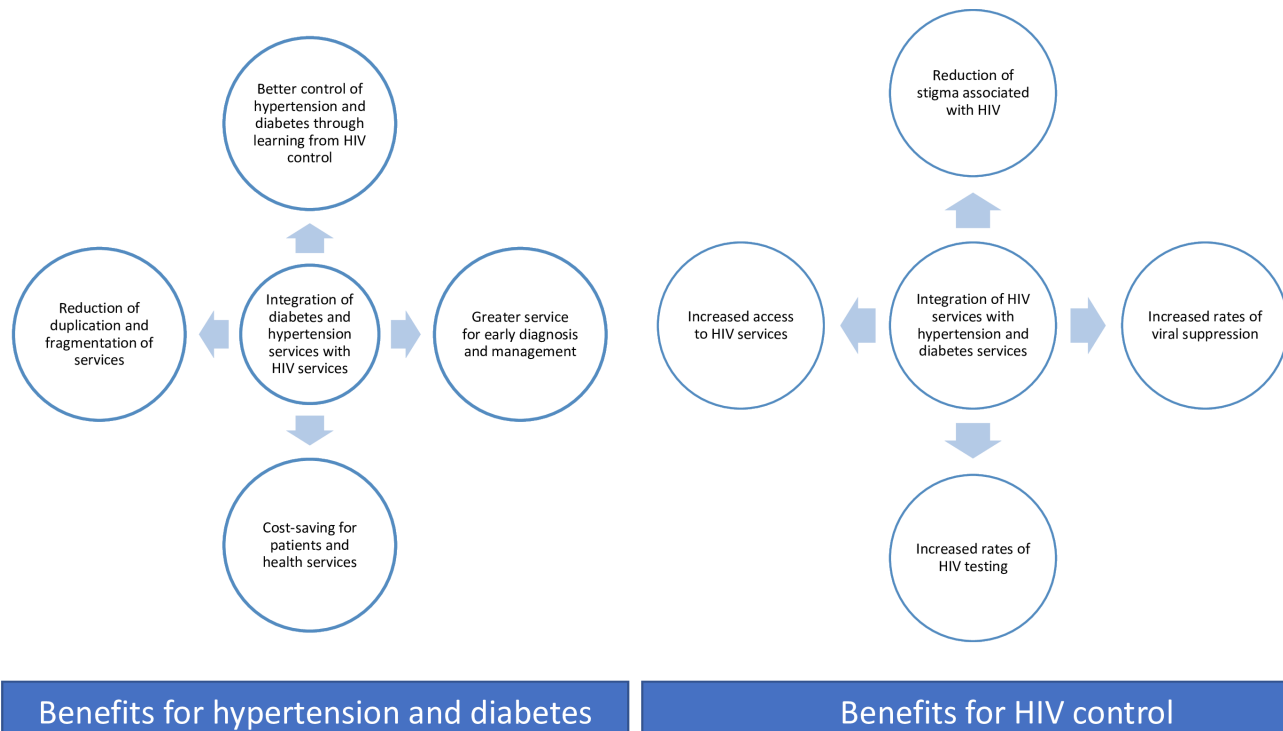 Better control of
hypertension and
diabetes through
learning from HIV
control
Reduction of
duplication and
fragmentation of
services
Integration of
diabetes and
hypertension
services with
HIV services
Greater service
for early diagnosis
and management
Cost-saving for
patients and
health services
Benefits for hypertension and diabetes
Reduction of
stigma associated
with HIV
Increased access
to HIV services
Integration of HIV
services with
hypertension and
diabetes services
Increased rates of
viral suppression
Increased rates of
HIV testing
Benefits for HIV control